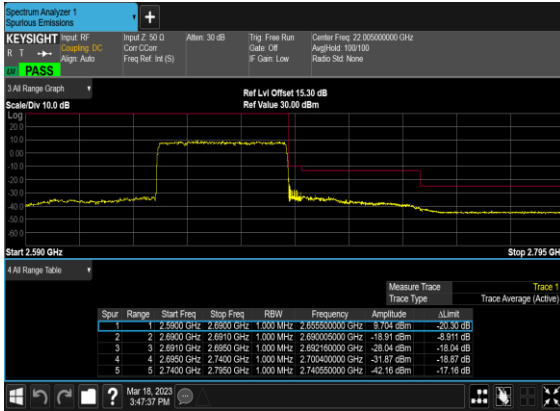 Spectrum Analyzer 1
Spurious Emissions
+
KEYSIGHT Input: RF Input Z: 50 Ω Atten: 30 dB Trig: Free Run Center Freq: 22.005000000 GHz
R T Coupling: DC Corr CCorr Gate: Off Avg|Hold: 100/100
Align: Auto Freq Ref: Int (S) IF Gain: Low Radio Std: None
PASS
3 All Range Graph
Ref Lvl Offset 15.30 dB
Scale/Div 10.0 dB Ref Value 30.00 dBm
Log
20.0
10.0
0.00
-10.0
-20.0
-30.0
-40.0
-50.0
-60.0
Start 2.590 GHz Stop 2.795 GH
4 All Range Table
Measure Trace Trace 1
Trace Type Trace Average (Active)
Spur Range Start Freq Stop Freq RBW Frequency Amplitude ΔLimit
1 1 2.5900 GHz 2.6900 GHz 1.000 MHz 2.655500000 GHz 9.704 dBm -20.30 dB
2 2 2.6900 GHz 2.6910 GHz 1.000 MHz 2.690005000 GHz -18.91 dBm -8.911 dB
3 3 2.6910 GHz 2.6950 GHz 1.000 MHz 2.692160000 GHz -28.04 dBm -18.04 dB
4 4 2.6950 GHz 2.7400 GHz 1.000 MHz 2.700400000 GHz -31.87 dBm -18.87 dB
5 5 2.7400 GHz 2.7950 GHz 1.000 MHz 2.740550000 GHz -42.16 dBm -17.16 dB
?
Mar 18, 2023
3:47:37 PM